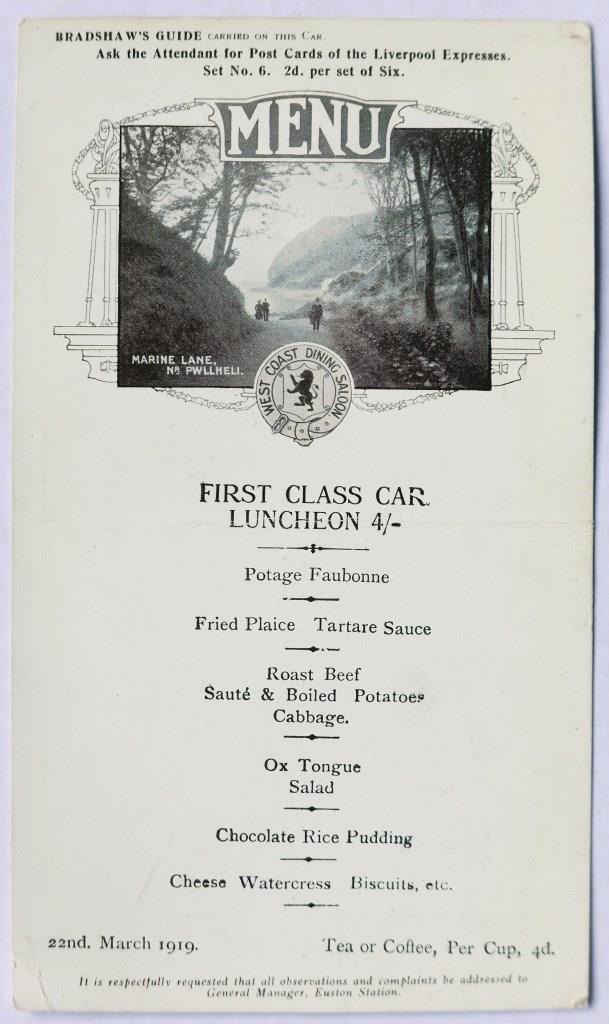 BRADSHAW'S GUIDE CARRIED ON THIS CAR.
Ask the Attendant for Post Cards of the Liverpool Expresses.
Set No. 6. 2d. per set of Six.
MENU
MARINE LANE,
NR PWLLHELI.
WEST COAST DINING SALOON
FIRST CLASS CAR
LUNCHEON 4/-
Potage Faubonne
Fried Plaice Tartare Sauce
Roast Beef
Sauté & Boiled Potatoes
Cabbage.
Ox Tongue
Salad
Chocolate Rice Pudding
Cheese Watercress Biscuits, etc.
22nd. March 1919. Tea or Coffee, Per Cup, 4d.
It is respectfully requested that all observations and complaints be addressed to
General Manager, Euston Station.